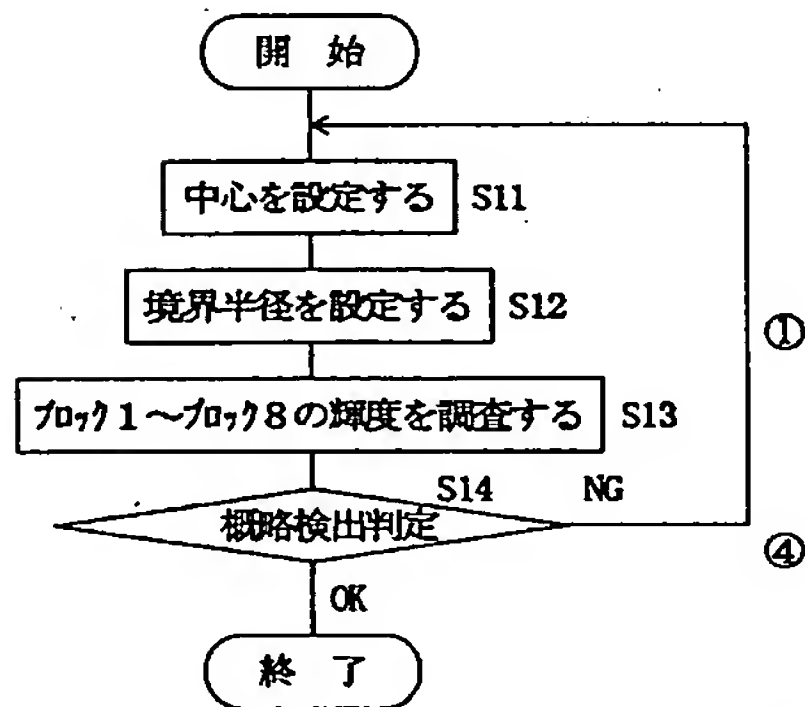 開 始
中心を設定する S11
境界半径を設定する S12
①
ブロック1～ブロック8の輝度を調査する S13
S14 NG
概略検出判定
④
OK
終 了